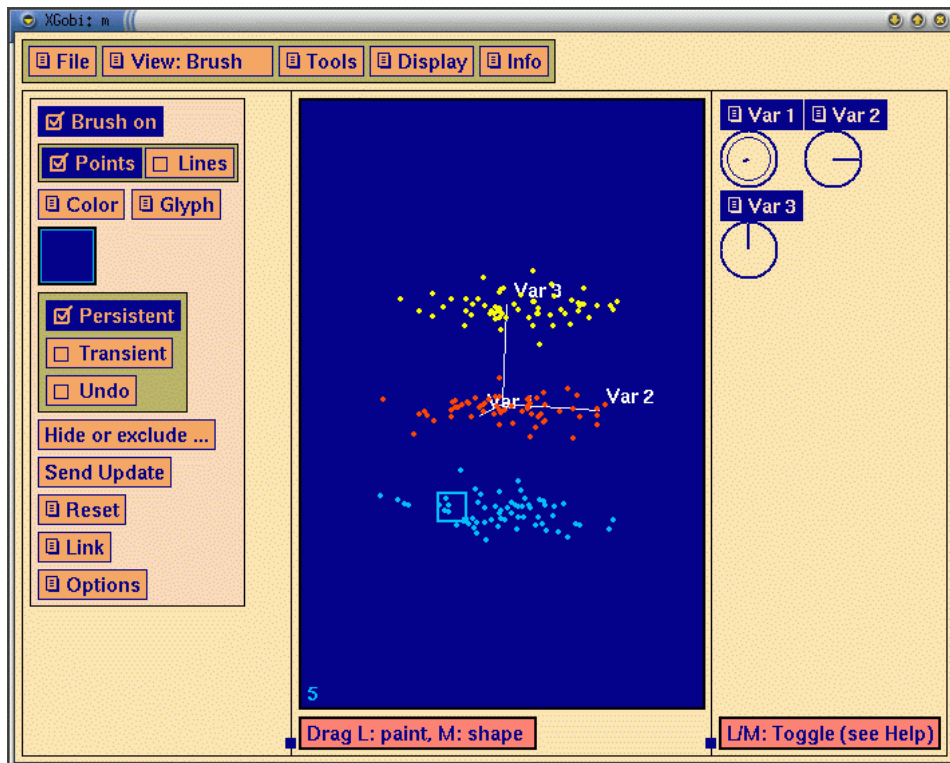 XGobi: m
File View: Brush Tools Display Info
Brush on
Points Lines
Color Glyph
Persistent
Transient
Undo
Hide or exclude ...
Send Update
Reset
Link
Options
Var 3
Var
Var 2
5
Drag L: paint, M: shape
Var 1 Var 2
Var 3
L/M: Toggle (see Help)